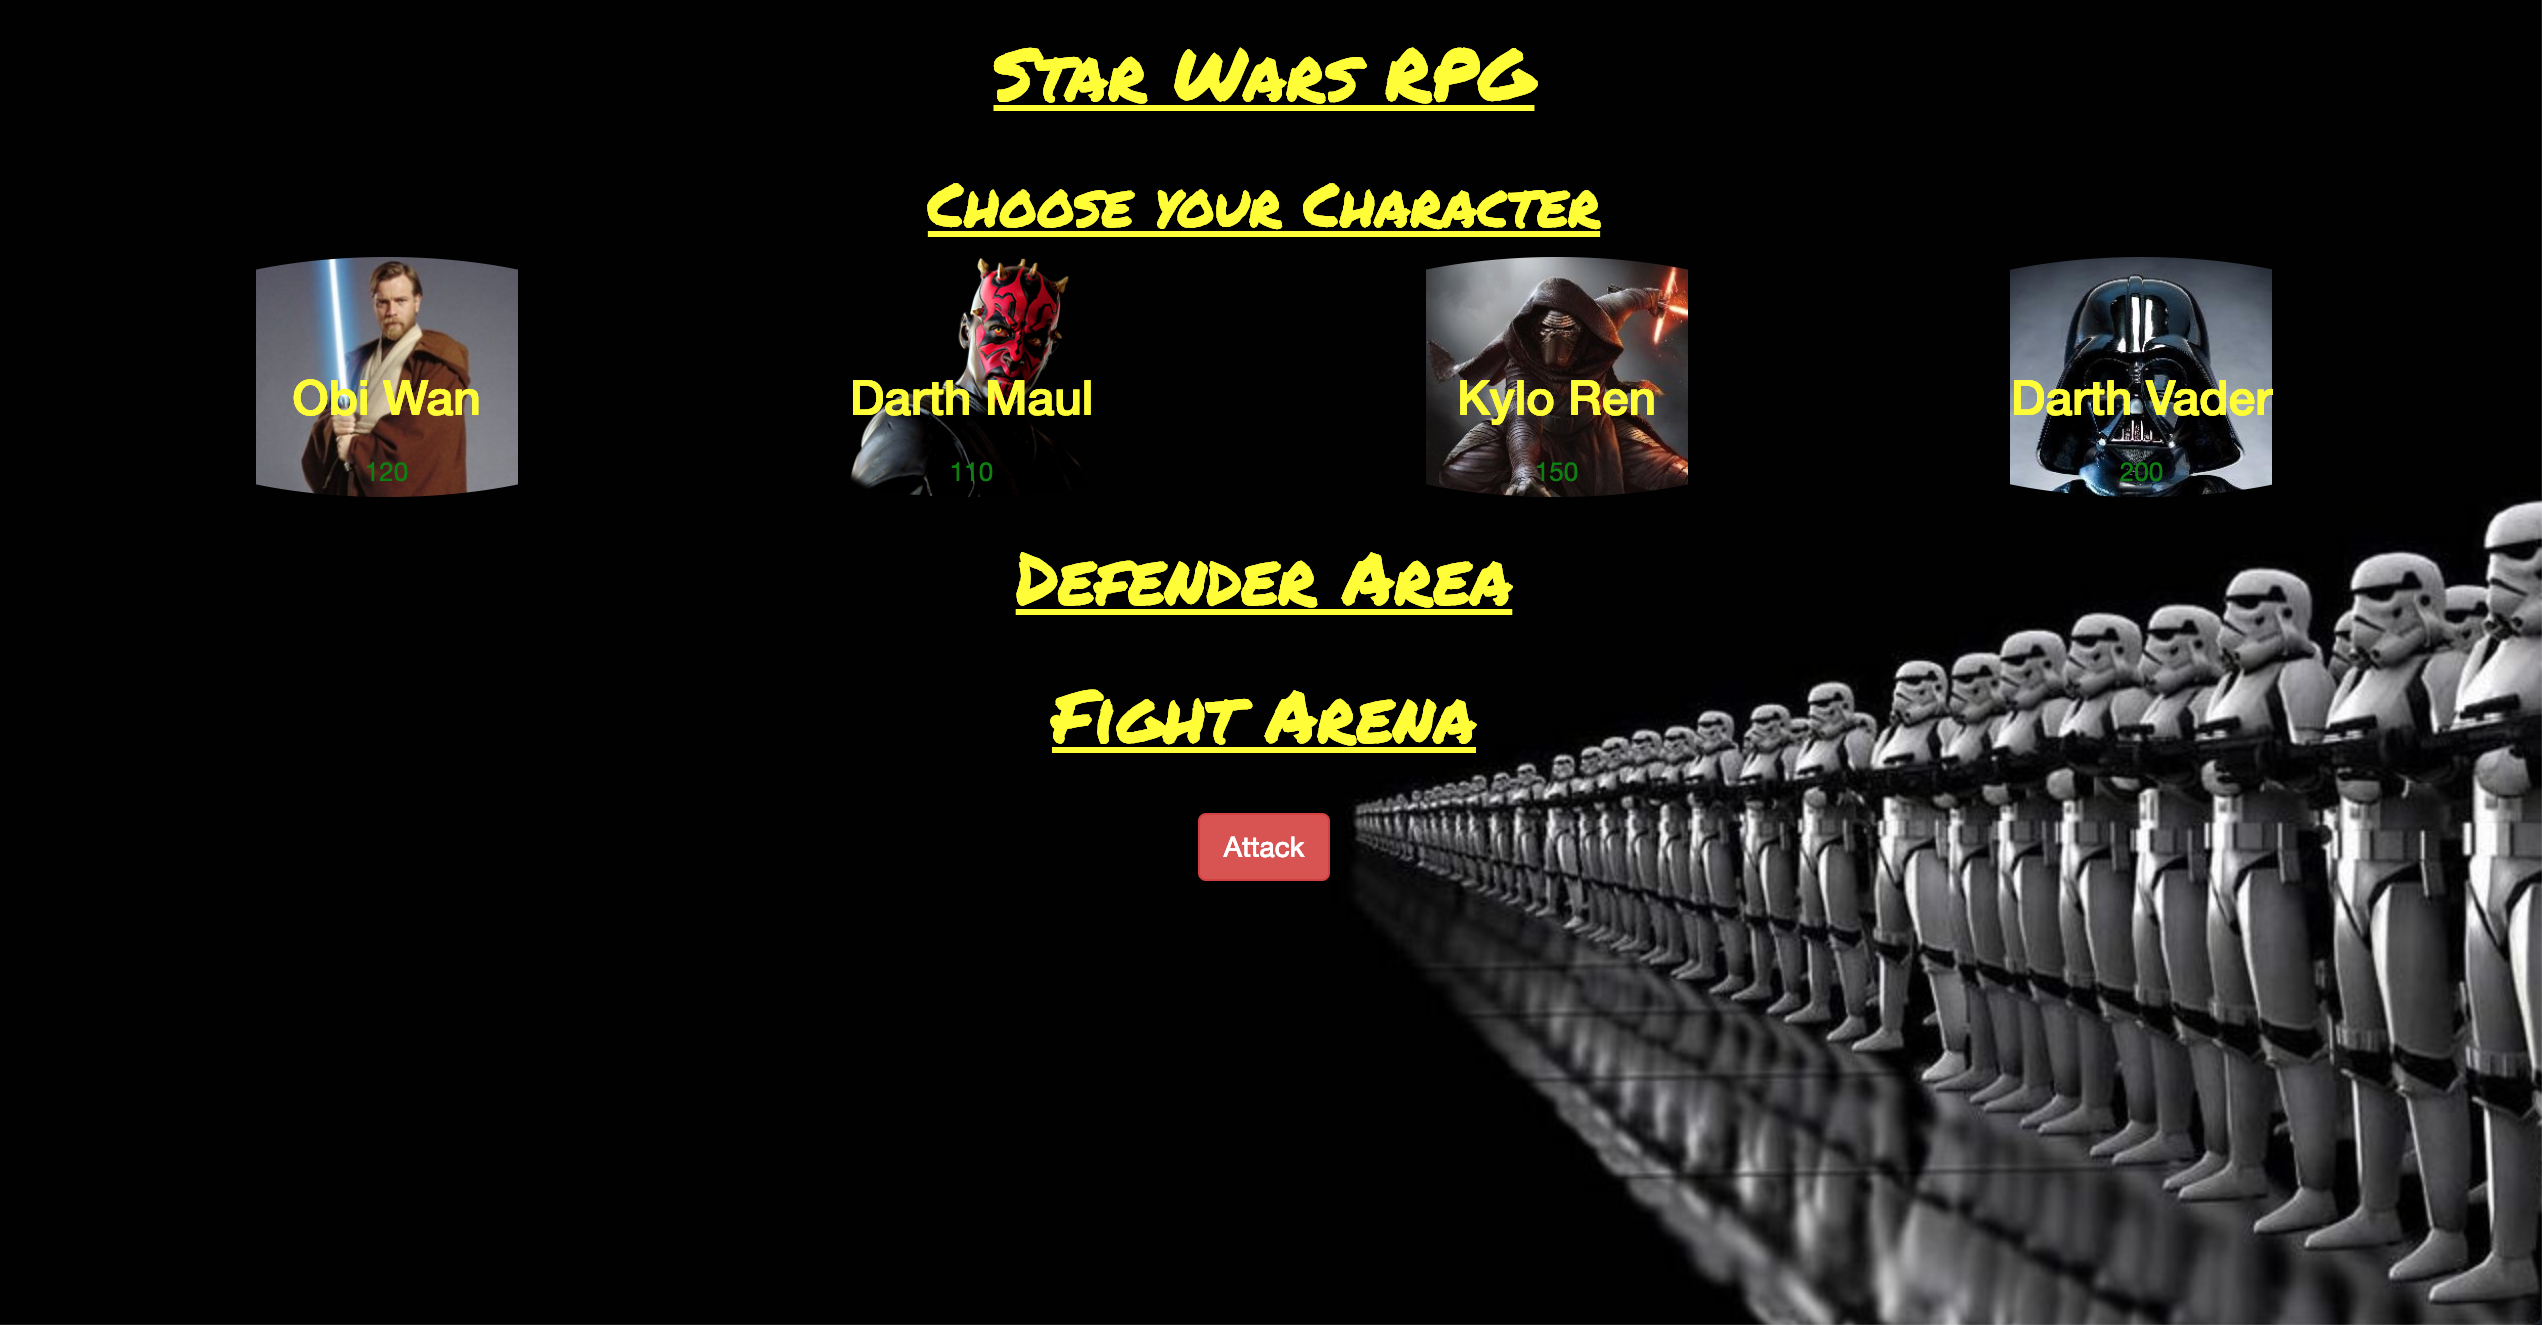 Star Wars RPG
Choose your Character
Obi Wan
120
Darth Maul
110
Kylo Ren
150
Darth Vader
200
Defender Area
Fight Arena
Attack